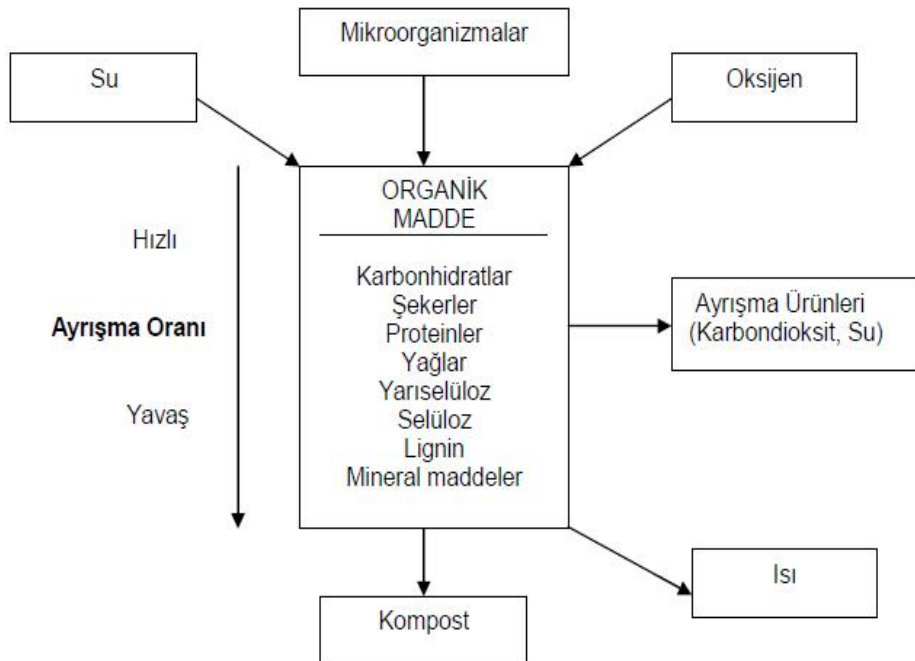 Mikroorganizmalar
Su
Oksijen
ORGANİK
MADDE
Hızlı
Karbonhidratlar
Şekerler
Ayrışma Oranı
Proteinler
Yağlar
Yarıselüloz
Yavaş
Selüloz
Lignin
Mineral maddeler
Ayrışma Ürünleri
(Karbondioksit, Su)
Isı
Kompost